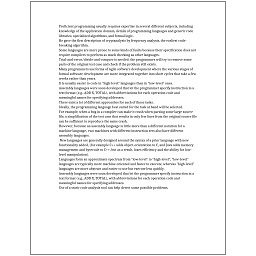 Proficient programming usually requires expertise in several different subjects, including
knowledge of the application domain, details of programming languages and generic code
libraries, specialized algorithms, and formal logic.
He gave the first description of cryptanalysis by frequency analysis, the earliest code-
breaking algorithm.
Some languages are more prone to some kinds of faults because their specification does not
require compilers to perform as much checking as other languages.
Trial-and-error/divide-and-conquer is needed: the programmer will try to remove some
parts of the original test case and check if the problem still exists.
Many programmers use forms of Agile software development where the various stages of
formal software development are more integrated together into short cycles that take a few
weeks rather than years.
It is usually easier to code in "high-level" languages than in "low-level" ones.
Assembly languages were soon developed that let the programmer specify instruction in a
text format (e.g., ADD X, TOTAL), with abbreviations for each operation code and
meaningful names for specifying addresses.
There exist a lot of different approaches for each of those tasks.
Ideally, the programming language best suited for the task at hand will be selected.
For example, when a bug in a compiler can make it crash when parsing some large source
file, a simplification of the test case that results in only few lines from the original source file
can be sufficient to reproduce the same crash.
However, because an assembly language is little more than a different notation for a
machine language, two machines with different instruction sets also have different
assembly languages.
New languages are generally designed around the syntax of a prior language with new
functionality added, (for example C++ adds object-orientation to C, and Java adds memory
management and bytecode to C++, but as a result, loses efficiency and the ability for low-
level manipulation).
Languages form an approximate spectrum from "low-level" to "high-level"; "low-level"
languages are typically more machine-oriented and faster to execute, whereas "high-level"
languages are more abstract and easier to use but execute less quickly.
Assembly languages were soon developed that let the programmer specify instruction in a
text format (e.g., ADD X, TOTAL), with abbreviations for each operation code and
meaningful names for specifying addresses.
Use of a static code analysis tool can help detect some possible problems.